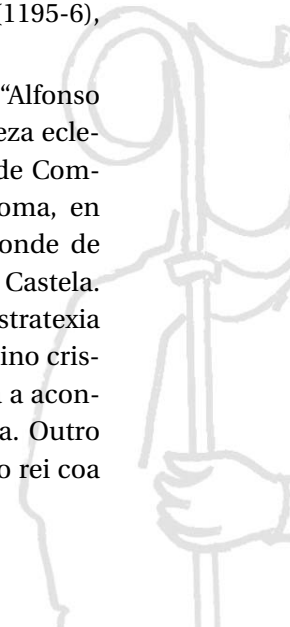 (1195-6),
“Alfonso
eza ecle-
de Com-
oma, en
onde de
Castela.
stratexia
ino cris-
a acon-
a. Outro
o rei coa